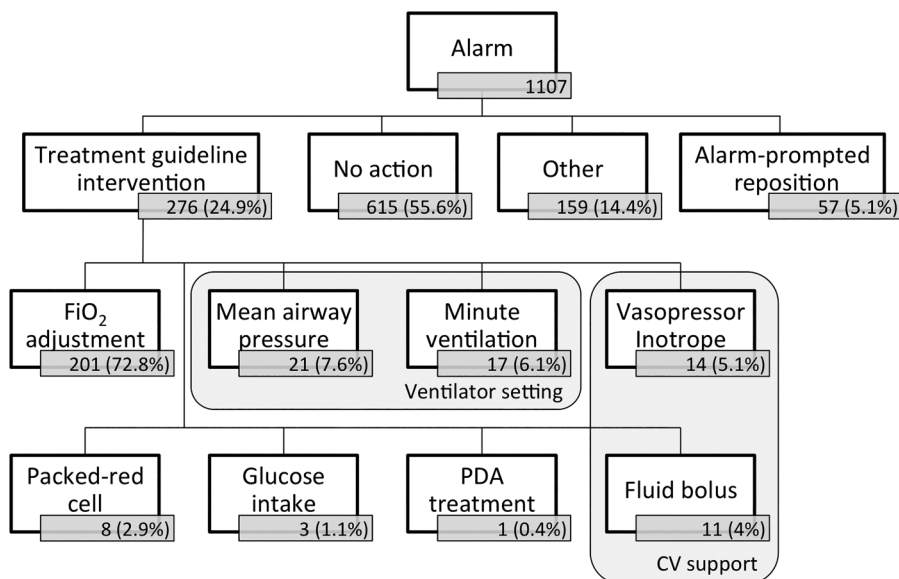 Alarm
1107
Treatment guideline
intervention
276 (24.9%)
No action
615 (55.6%)
Other
159 (14.4%)
Alarm-prompted
reposition
57 (5.1%)
FiO₂
adjustment
201 (72.8%)
Mean airway
pressure
21 (7.6%)
Minute
ventilation
17 (6.1%)
Ventilator setting
Vasopressor
Inotrope
14 (5.1%)
Packed-red
cell
8 (2.9%)
Glucose
intake
3 (1.1%)
PDA
treatment
1 (0.4%)
Fluid bolus
11 (4%)
CV support